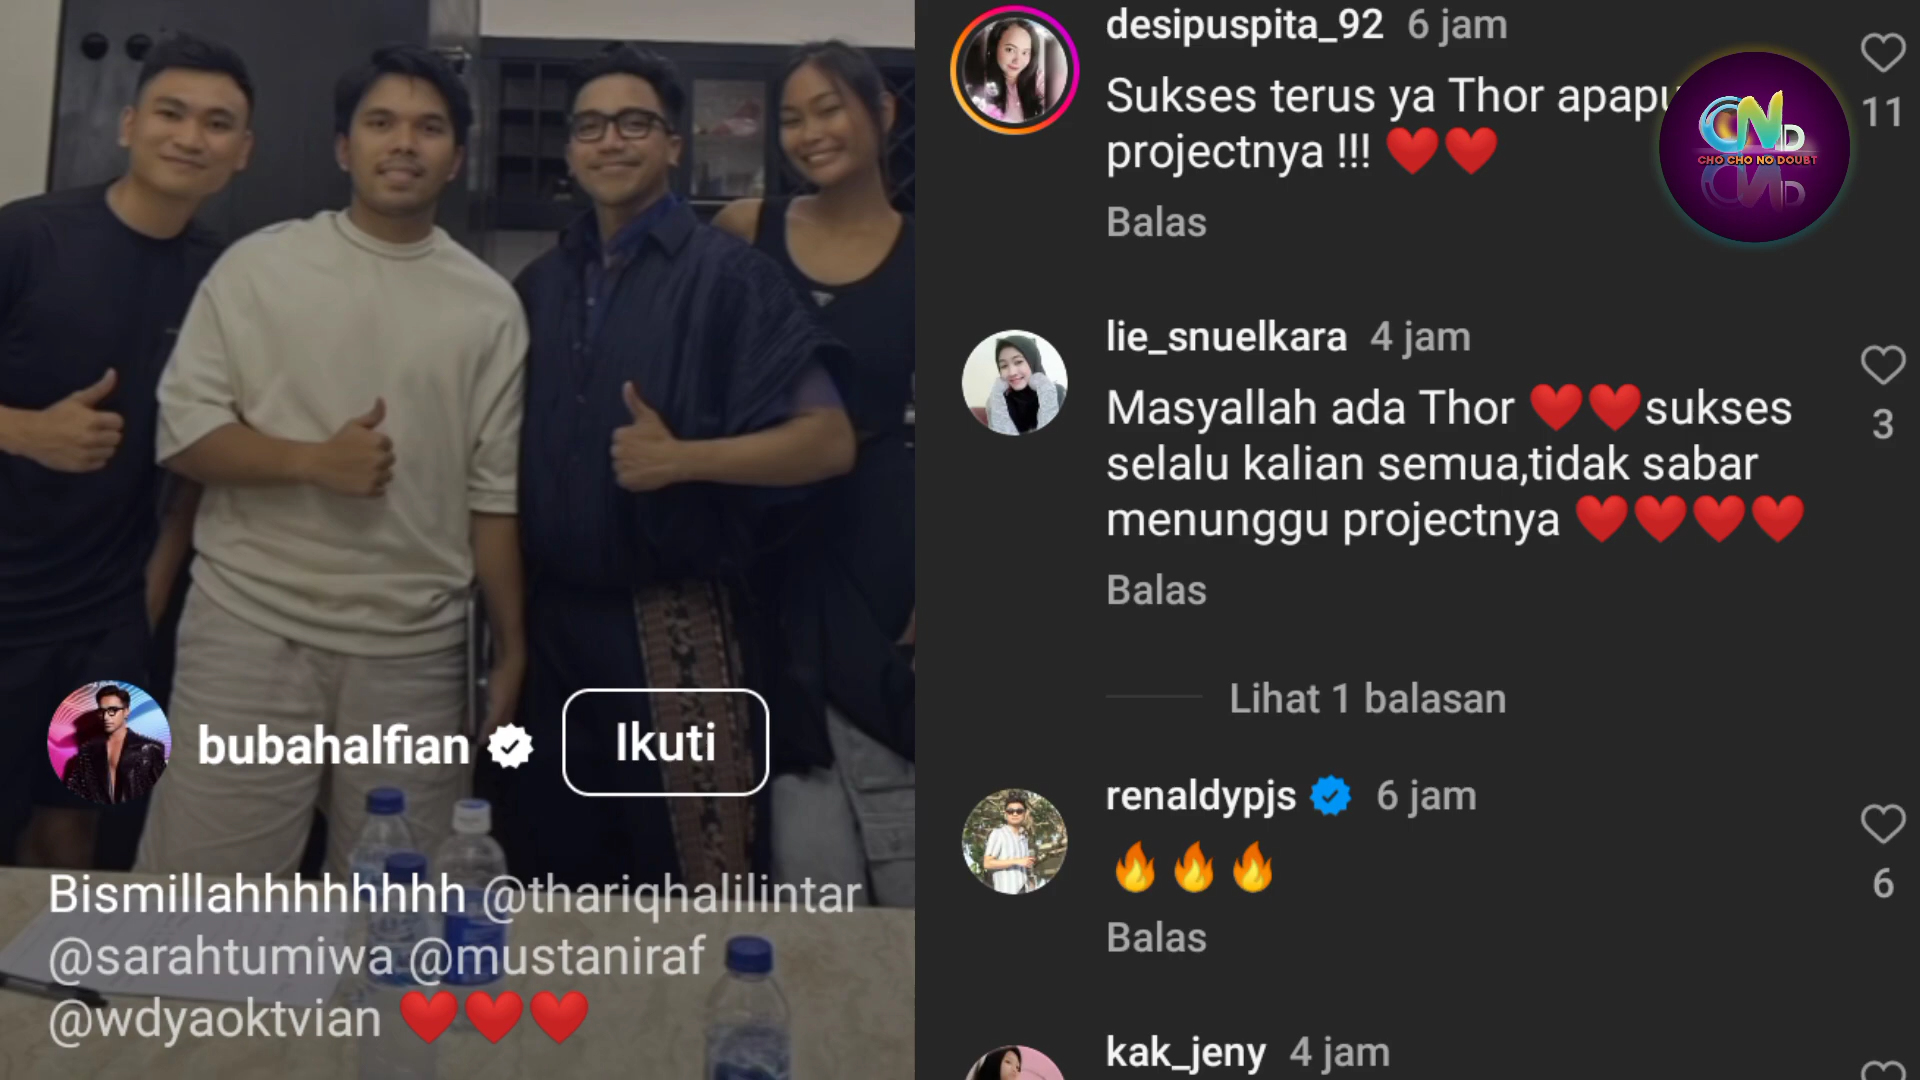 bubahalfian
Ikuti
Bismillahhhhhhhh @thariqhalilintar
@sarahtumiwa @mustaniraf
@wdyaoktvian ❤️❤️❤️
desipuspita_92 6 jam
Sukses terus ya Thor apapu
projectnya !!! ❤️❤️
11
Balas
CND
CHO CHO NO DOUBT
lie_snuelkara 4 jam
Masyallah ada Thor ❤️❤️sukses
selalu kalian semua,tidak sabar
menunggu projectnya ❤️❤️❤️❤️
3
Balas
Lihat 1 balasan
renaldypjs 6 jam
🔥🔥🔥
6
Balas
kak_jeny 4 jam